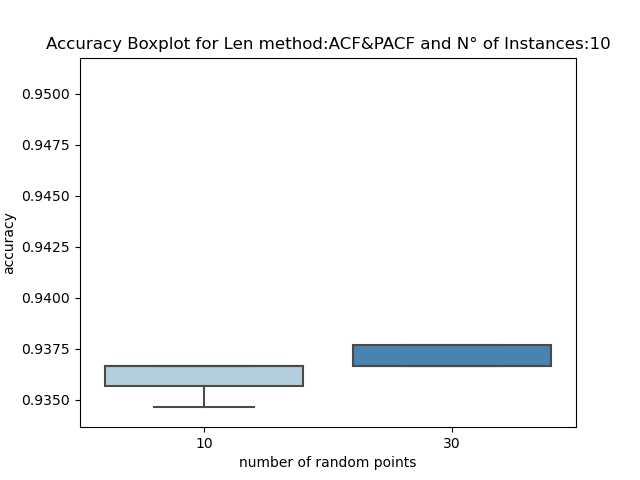 Accuracy Boxplot for Len method:ACF&PACF and N° of Instances:10
0.9500
0.9475
0.9450
0.9425
0.9400
0.9375
0.9350
accuracy
10 30
number of random points